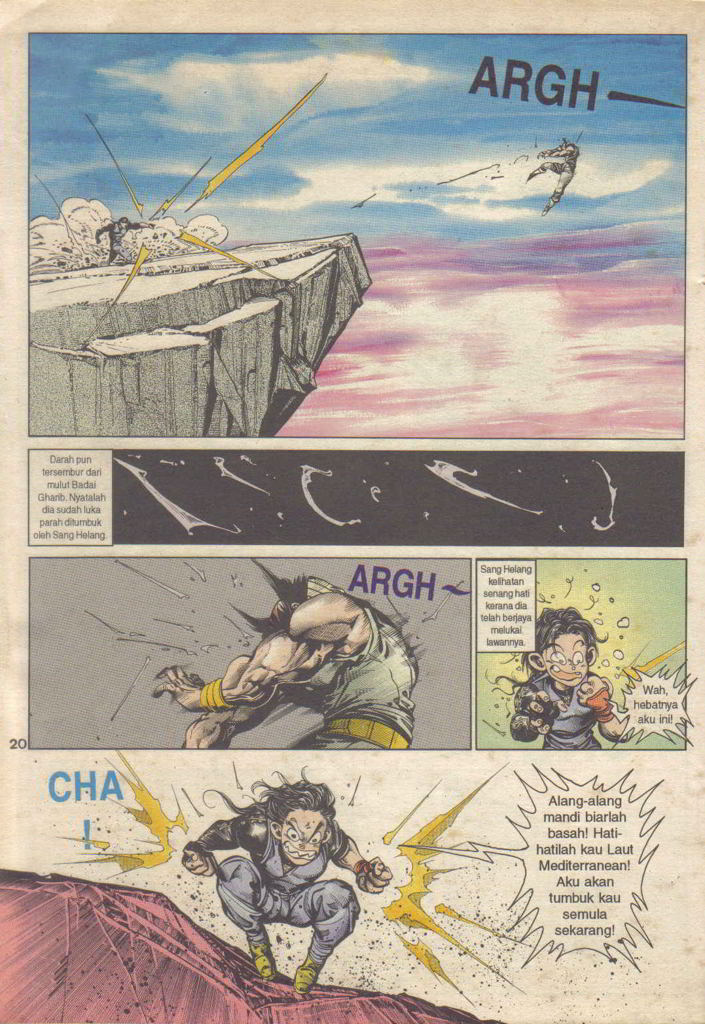 ARGH
Darah pun
tersembur dari
mulut Badai
Gharib. Nyatalah
dia sudah luka
parah ditumbuk
oleh Sang Helang.
ARGH
Sang Helang
kelihatan
senang hati
kerana dia
telah berjaya
melukai
lawannya.
Wah,
hebatnya
aku ini!
20
CHA
!
Alang-alang
mandi biarlah
basah! Hati-
hatilah kau Laut
Mediterranean!
Aku akan
tumbuk kau
semula
sekarang!